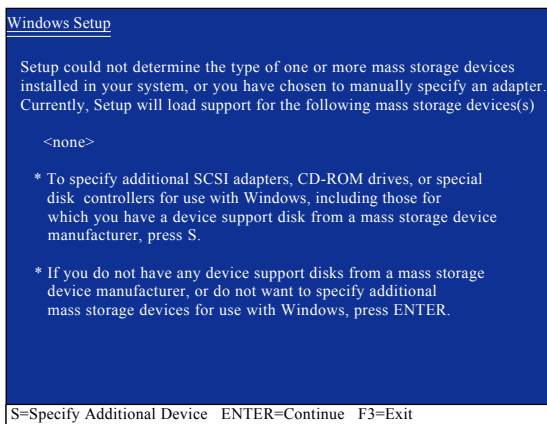 Windows Setup
Setup could not determine the type of one or more mass storage devices
installed in your system, or you have chosen to manually specify an adapter.
Currently, Setup will load support for the following mass storage devices(s)
<none>
* To specify additional SCSI adapters, CD-ROM drives, or special
disk controllers for use with Windows, including those for
which you have a device support disk from a mass storage device
manufacturer, press S.
* If you do not have any device support disks from a mass storage
device manufacturer, or do not want to specify additional
mass storage devices for use with Windows, press ENTER.
S=Specify Additional Device ENTER=Continue F3=Exit